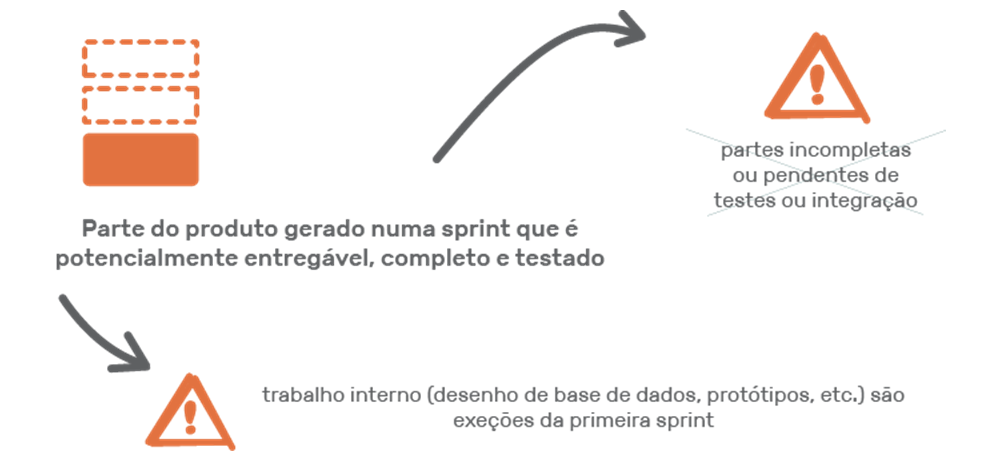 partes incompletas
ou pendentes de
testes ou integração
Parte do produto gerado numa sprint que é
potencialmente entregável, completo e testado
trabalho interno (desenho de base de dados, protótipos, etc.) são
exeções da primeira sprint